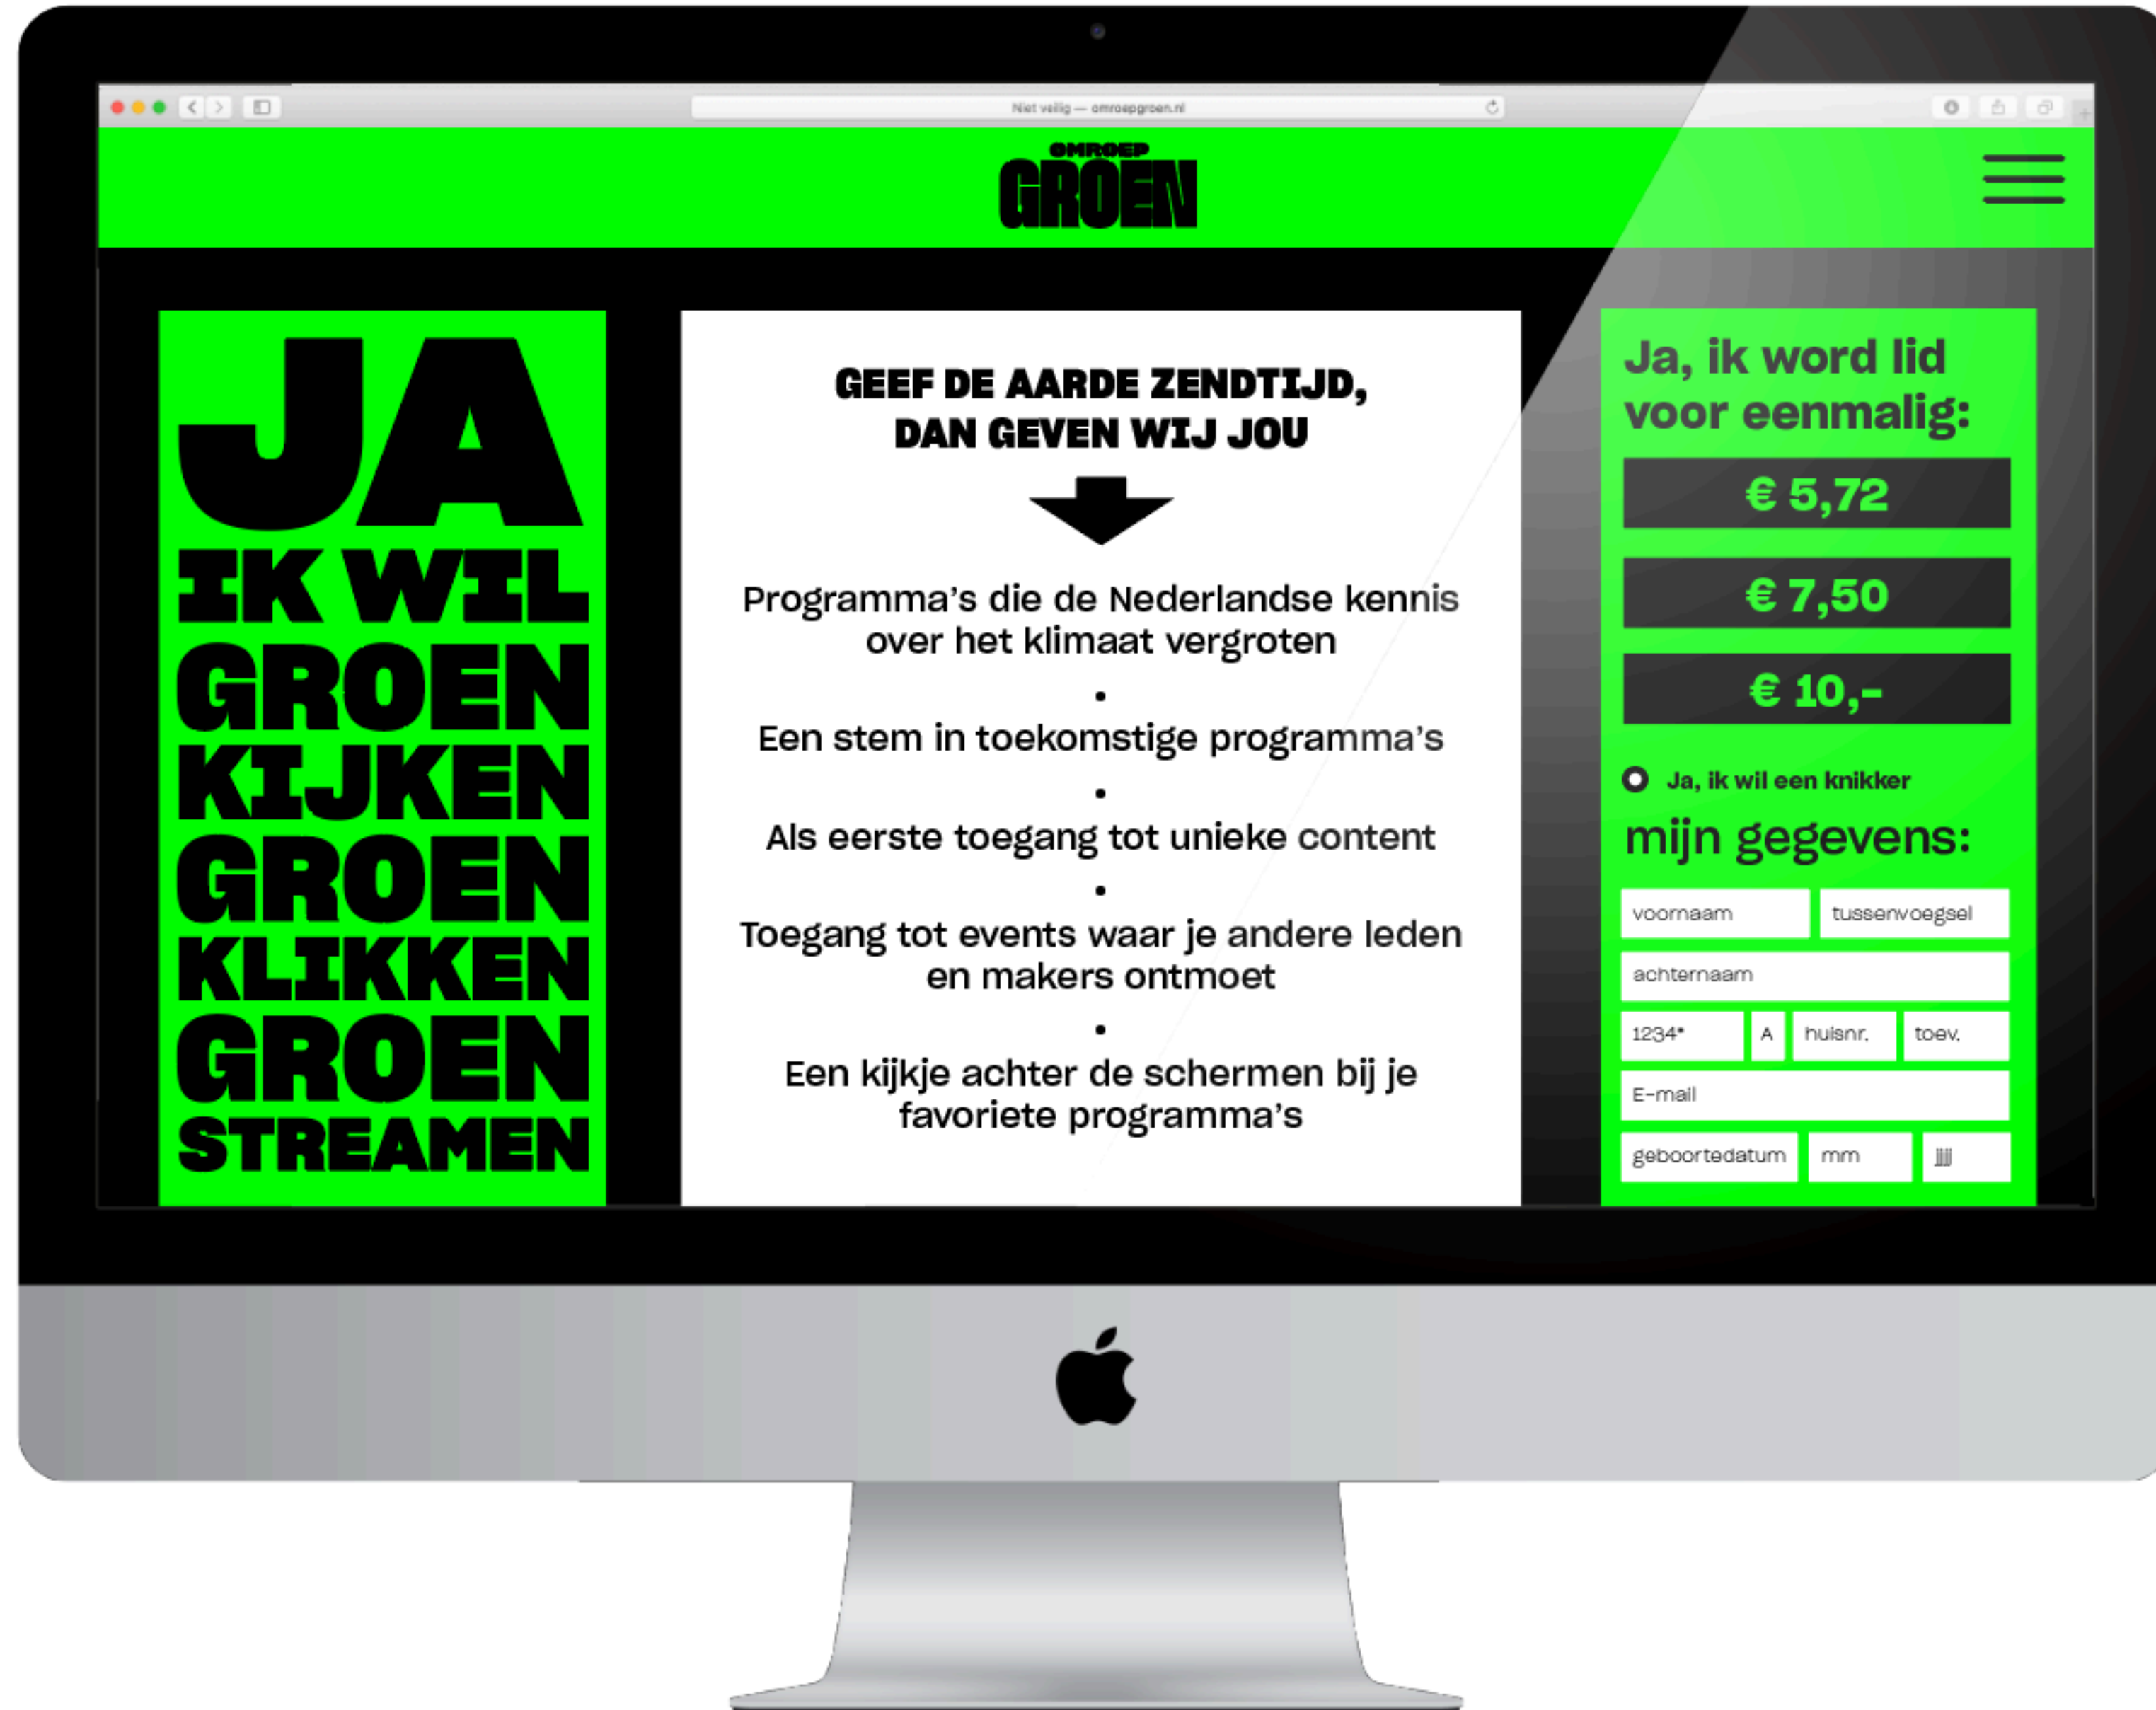 Niet veilig — omroepgroen.nl
OMROEP
GROEN
JA
IK WIL
GROEN
KIJKEN
GROEN
KLIKKEN
GROEN
STREAMEN
GEEF DE AARDE ZENDTIJD,
DAN GEVEN WIJ JOU
Programma's die de Nederlandse kennis
over het klimaat vergroten
•
Een stem in toekomstige programma's
•
Als eerste toegang tot unieke content
•
Toegang tot events waar je andere leden
en makers ontmoet
•
Een kijkje achter de schermen bij je
favoriete programma's
Ja, ik word lid
voor eenmalig:
€ 5,72
€ 7,50
€ 10,-
Ja, ik wil een knikker
mijn gegevens:
voornaam tussenvoegsel
achternaam
1234* A huisnr. toev.
E-mail
geboortedatum mm jjjj